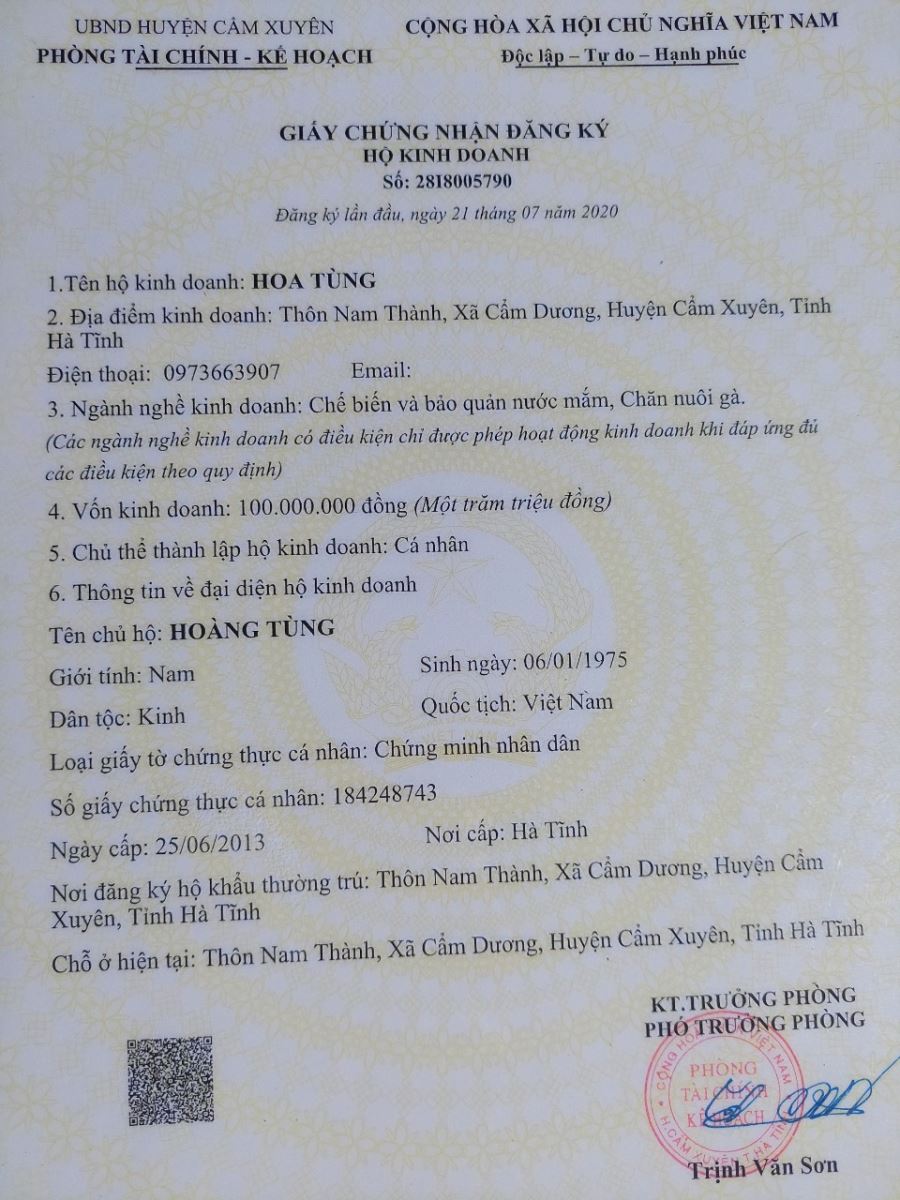 UBND HUYỆN CẨM XUYÊN
PHÒNG TÀI CHÍNH - KẾ HOẠCH
CỘNG HÒA XÃ HỘI CHỦ NGHĨA VIỆT NAM
Độc lập – Tự do – Hạnh phúc
GIẤY CHỨNG NHẬN ĐĂNG KÝ
HỘ KINH DOANH
Số: 28I8005790
Đăng ký lần đầu, ngày 21 tháng 07 năm 2020
1.Tên hộ kinh doanh: HOA TÙNG
2. Địa điểm kinh doanh: Thôn Nam Thành, Xã Cẩm Dương, Huyện Cẩm Xuyên, Tỉnh
Hà Tĩnh
Điện thoại: 0973663907 Email:
3. Ngành nghề kinh doanh: Chế biến và bảo quản nước mắm, Chăn nuôi gà.
(Các ngành nghề kinh doanh có điều kiện chỉ được phép hoạt động kinh doanh khi đáp ứng đủ
các điều kiện theo quy định)
4. Vốn kinh doanh: 100.000.000 đồng (Một trăm triệu đồng)
5. Chủ thể thành lập hộ kinh doanh: Cá nhân
6. Thông tin về đại diện hộ kinh doanh
Tên chủ hộ: HOÀNG TÙNG
Giới tính: Nam Sinh ngày: 06/01/1975
Dân tộc: Kinh Quốc tịch: Việt Nam
Loại giấy tờ chứng thực cá nhân: Chứng minh nhân dân
Số giấy chứng thực cá nhân: 184248743
Ngày cấp: 25/06/2013 Nơi cấp: Hà Tĩnh
Nơi đăng ký hộ khẩu thường trú: Thôn Nam Thành, Xã Cẩm Dương, Huyện Cẩm
Xuyên, Tỉnh Hà Tĩnh
Chỗ ở hiện tại: Thôn Nam Thành, Xã Cẩm Dương, Huyện Cẩm Xuyên, Tỉnh Hà Tĩnh
KT.TRƯỞNG PHÒNG
PHÓ TRƯỞNG PHÒNG
PHÒNG
TÀI CHÍNH
KẾ HOẠCH
Trịnh Văn Sơn